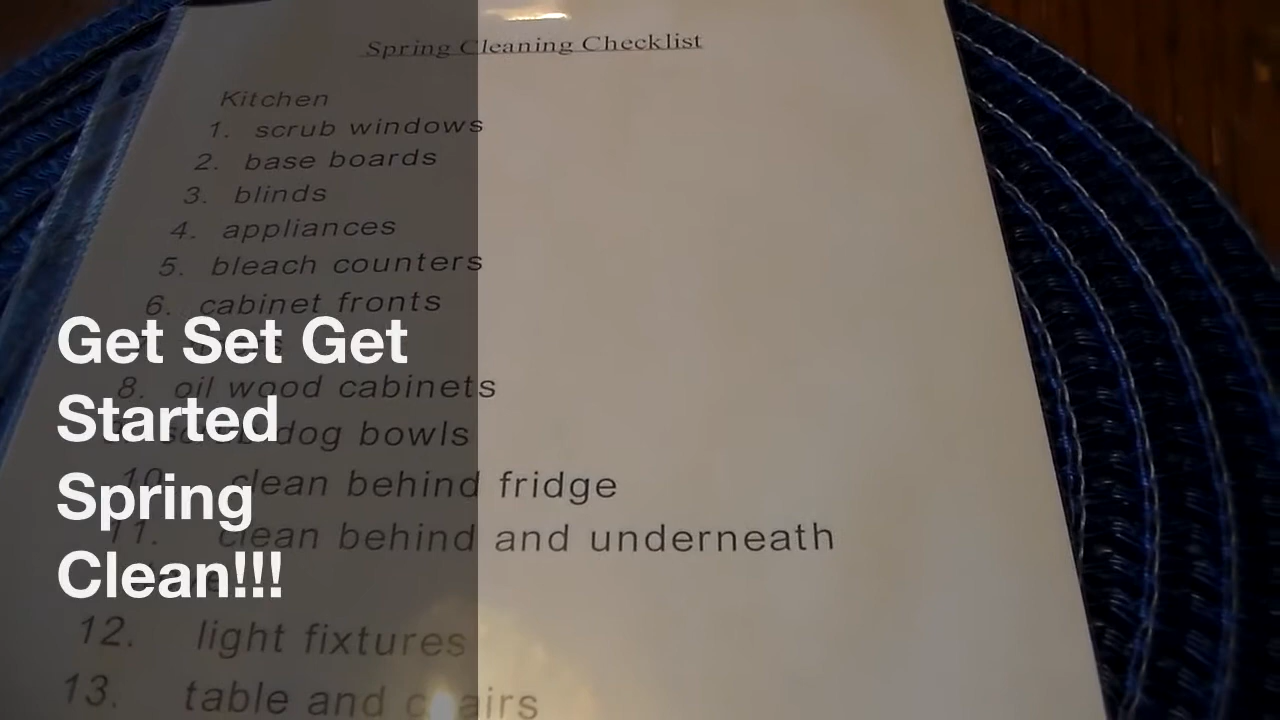 Spring Cleaning Checklist
Kitchen
1. scrub windows
2. base boards
3. blinds
4. appliances
5. bleach counters
6. cabinet fronts
Get Set Get
8. oil wood cabinets
Started
dog bowls
10. clean behind fridge
Spring
11. clean behind and underneath
Clean!!!
12. light fixtures
13. table and chairs